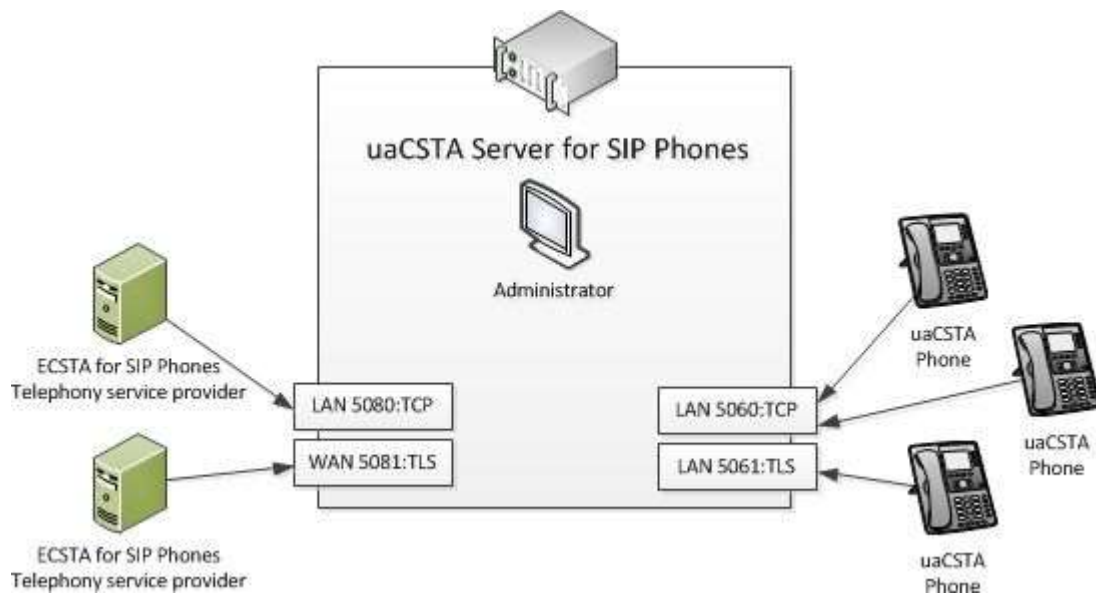 uaCSTA Server for SIP Phones
Administrator
ECSTA for SIP Phones
Telephony service provider
LAN 5080:TCP
WAN 5081:TLS
ECSTA for SIP Phones
Telephony service provider
LAN 5060:TCP
LAN 5061:TLS
uaCSTA
Phone
uaCSTA
Phone
uaCSTA
Phone